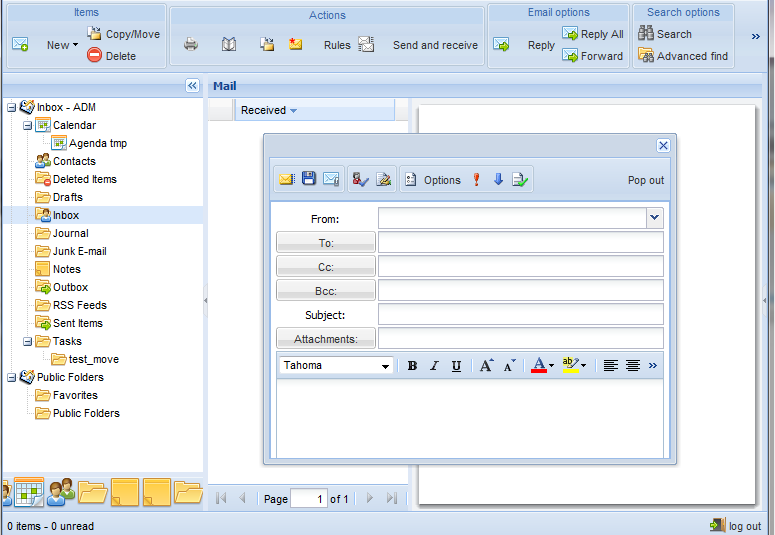 Items
Actions
Email options
Search options
New
Copy/Move
Delete
Rules
Send and receive
Reply
Reply All
Forward
Search
Advanced find
»
«
Mail
Inbox - ADM
Calendar
Agenda tmp
Contacts
Deleted Items
Drafts
Inbox
Journal
Junk E-mail
Notes
Outbox
RSS Feeds
Sent Items
Tasks
test_move
Public Folders
Favorites
Public Folders
Received
Options
Pop out
From:
To:
Cc:
Bcc:
Subject:
Attachments:
Tahoma B I U A A A ab »
Page 1 of 1
0 items - 0 unread
log out